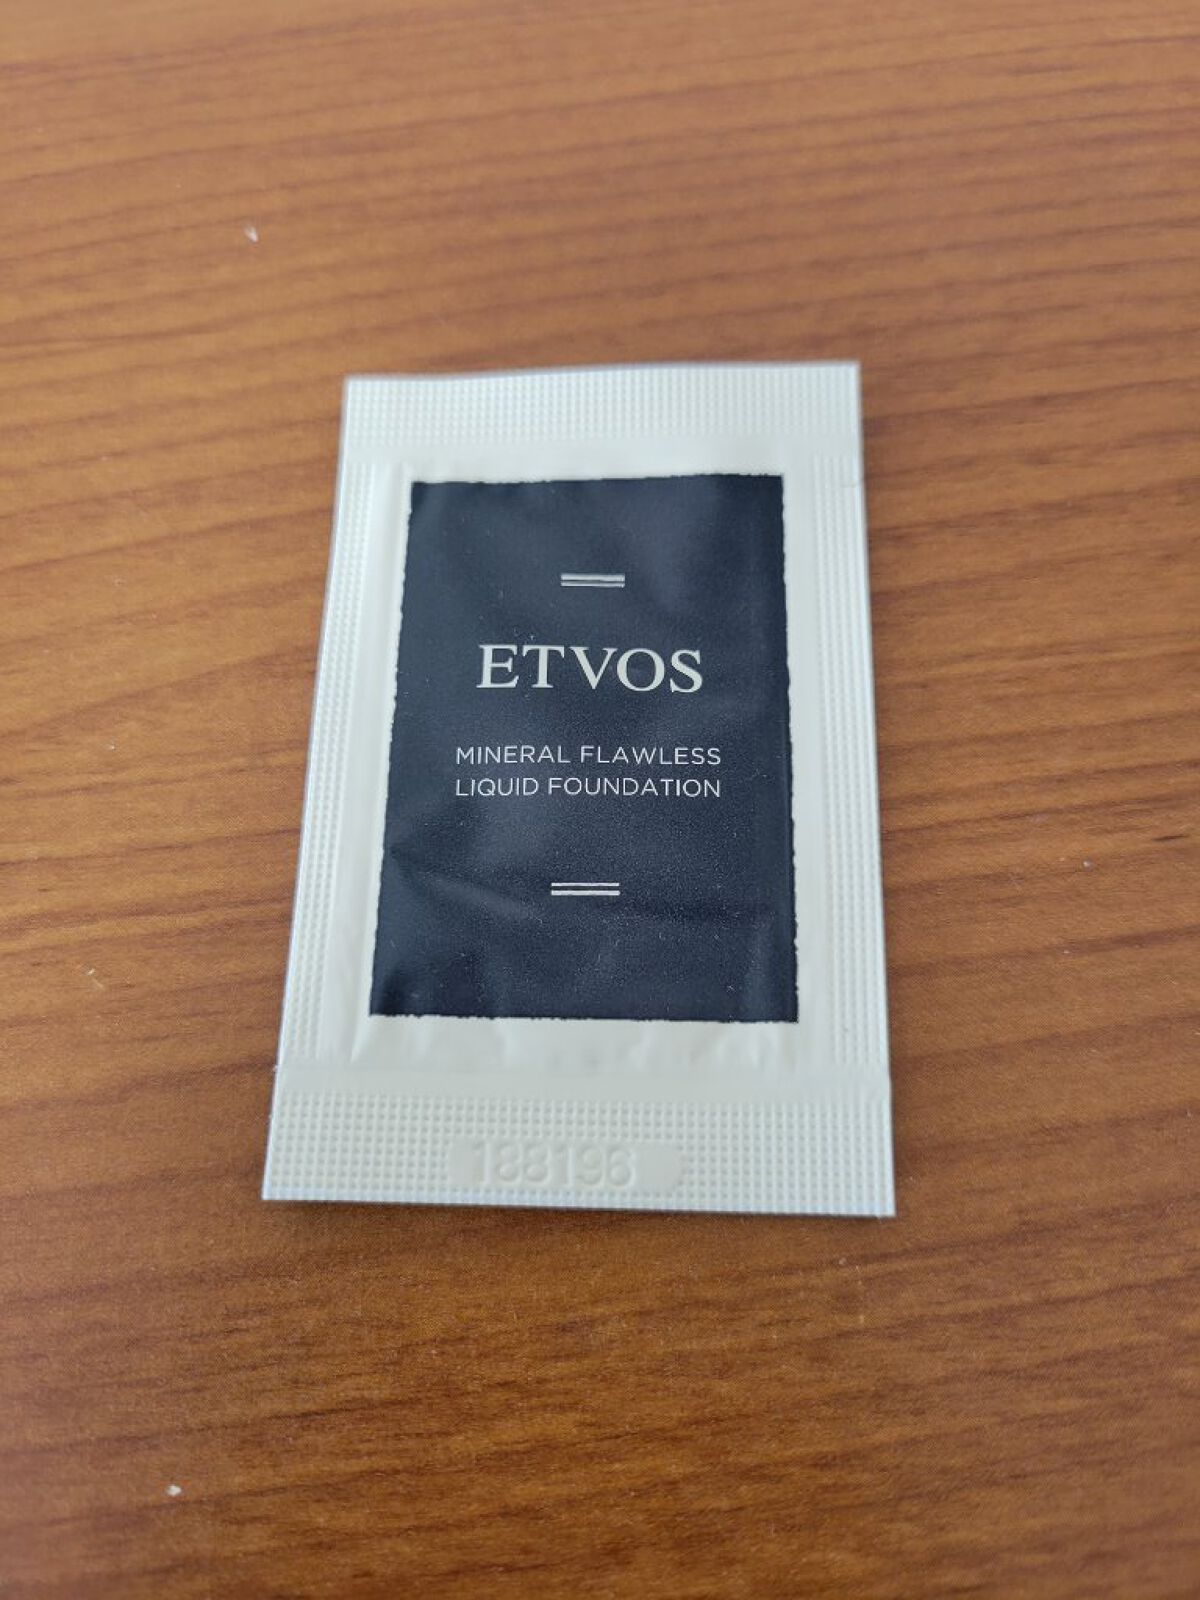 ETVOS
MINERAL FLAWLESS
LIQUID FOUNDATION
188196